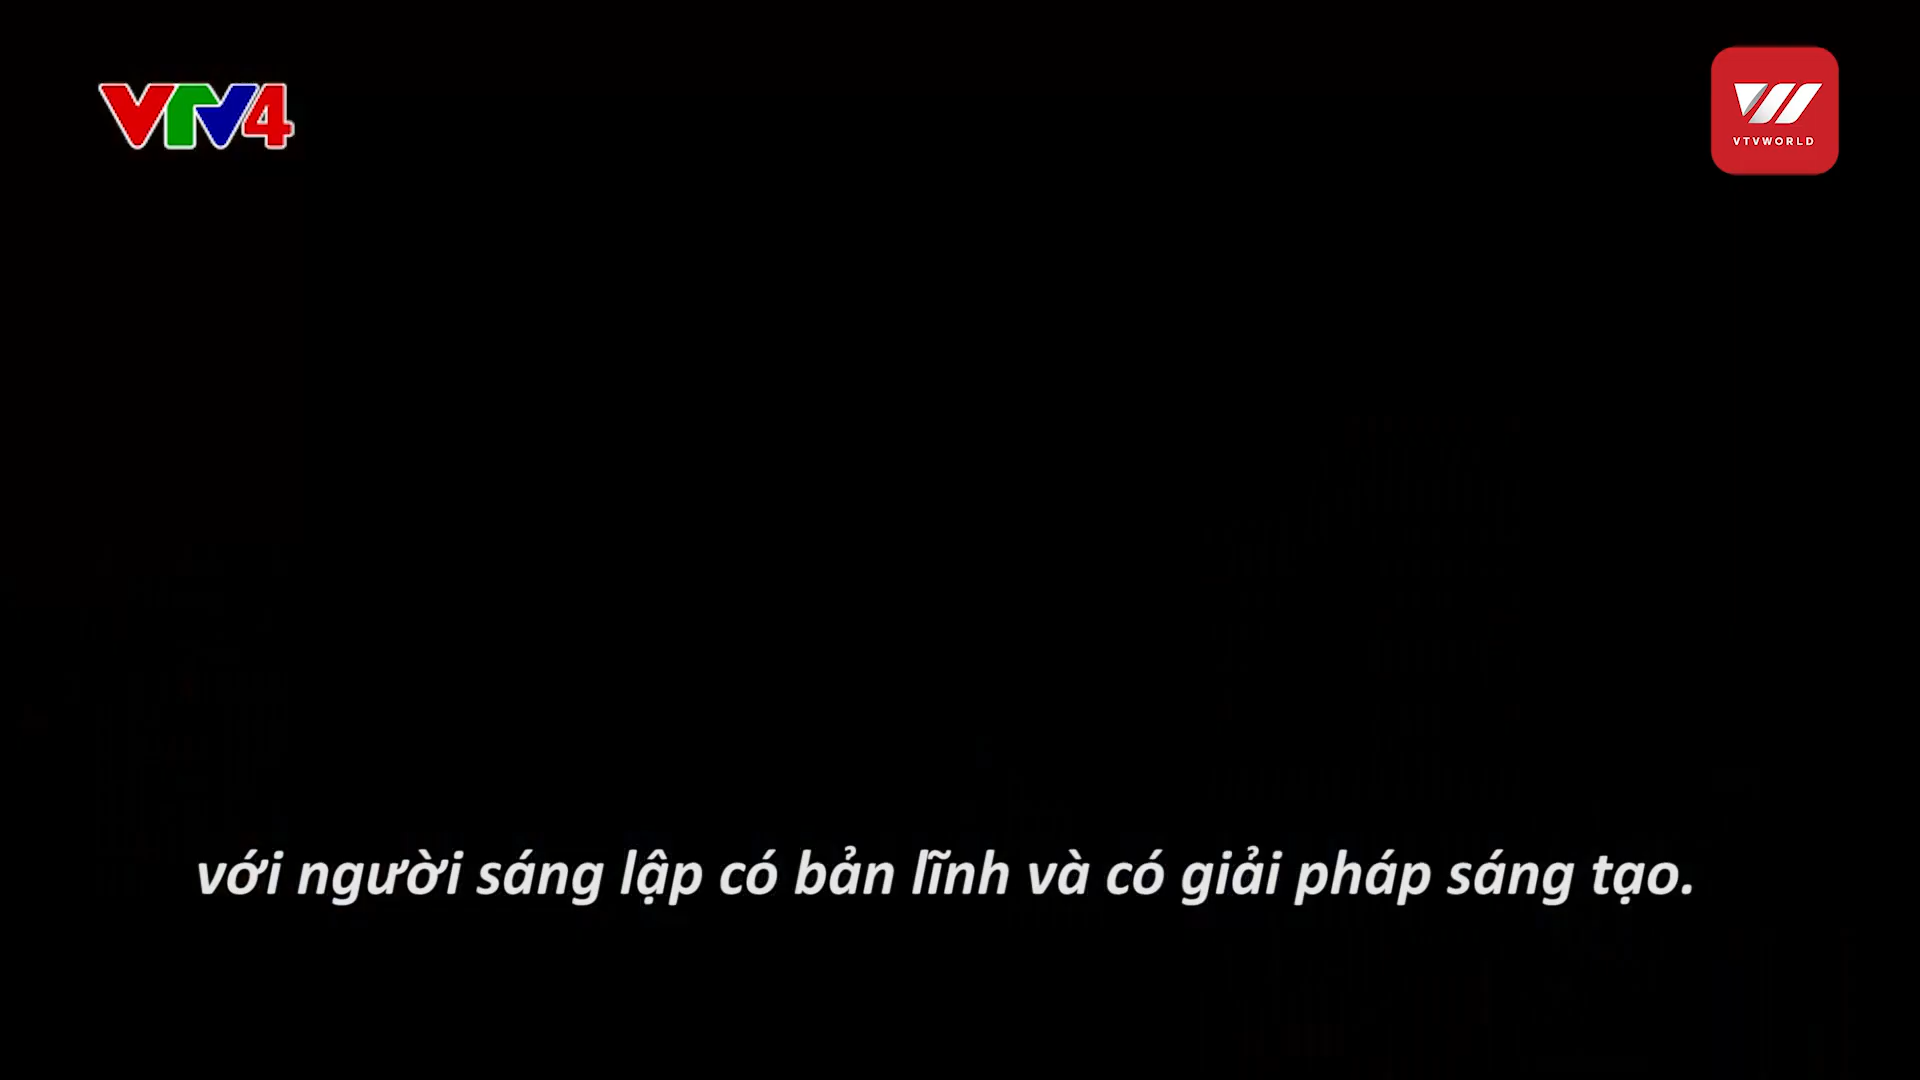 VTV4
VTVWORLD
với người sáng lập có bản lĩnh và có giải pháp sáng tạo.